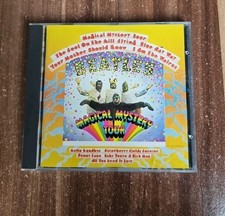 Magical Mystery Tour
The Fool On The Hill Flying Blue Jay Way
Your Mother Should Know I Am the Walrus
BEATLES
MAGICAL MYSTERY
TOUR
Hello Goodbye Strawberry Fields Forever
Penny Lane Baby You're A Rich Man
All You Need Is Love